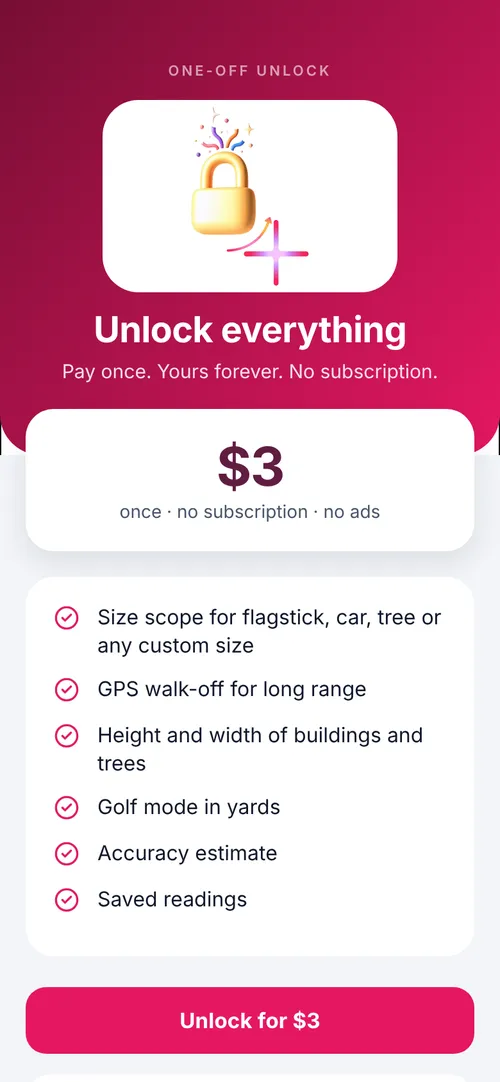 ONE-OFF UNLOCK
Unlock everything
Pay once. Yours forever. No subscription.
$3
once · no subscription · no ads
Size scope for flagstick, car, tree or
any custom size
GPS walk-off for long range
Height and width of buildings and
trees
Golf mode in yards
Accuracy estimate
Saved readings
Unlock for $3